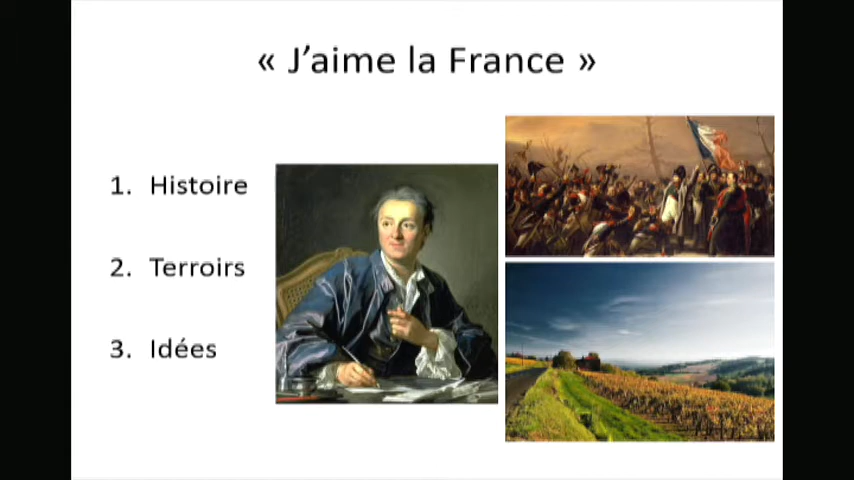 « J’aime la France »
1. Histoire
2. Terroirs
3. Idées